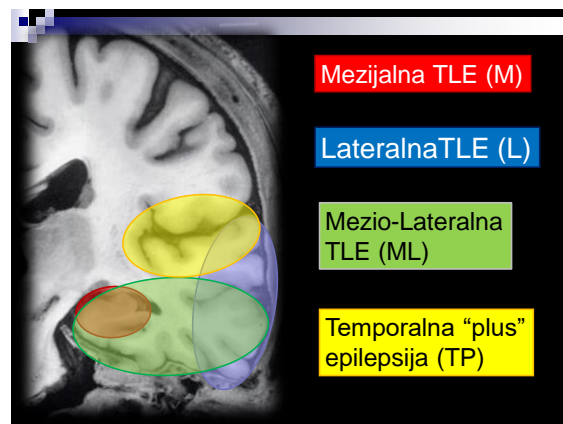 Mezijalna TLE (M)
LateralnaTLE (L)
Mezio-Lateralna
TLE (ML)
Temporalna “plus”
epilepsija (TP)